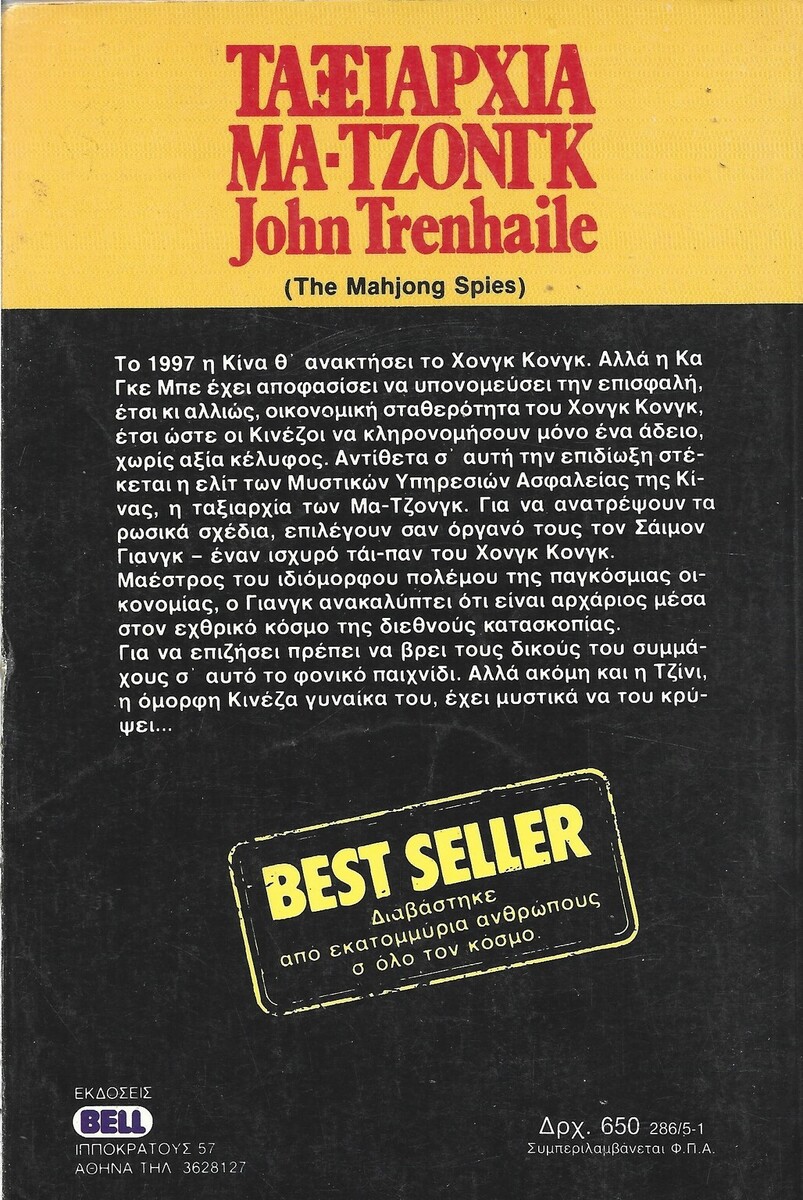 ΤΑΞΙΑΡΧΙΑ
ΜΑ-ΤΖΟΝΓΚ
John Trenhaile
(The Mahjong Spies)
Το 1997 η Κίνα θ' ανακτήσει το Χονγκ Κονγκ. Αλλά η Κα
Γκε Μπε έχει αποφασίσει να υπονομεύσει την επισφαλή,
έτσι κι αλλιώς, οικονομική σταθερότητα του Χονγκ Κονγκ,
έτσι ώστε οι Κινέζοι να κληρονομήσουν μόνο ένα άδειο,
χωρίς αξία κέλυφος. Αντίθετα σ' αυτή την επιδίωξη στέ-
κεται η ελίτ των Μυστικών Υπηρεσιών Ασφαλείας της Κί-
νας, η ταξιαρχία των Μα-Τζονγκ. Για να ανατρέψουν τα
ρωσικά σχέδια, επιλέγουν σαν όργανό τους τον Σάιμον
Γιανγκ – έναν ισχυρό τάι-παν του Χονγκ Κονγκ.
Μαέστρος του ιδιόμορφου πολέμου της παγκόσμιας οι-
κονομίας, ο Γιανγκ ανακαλύπτει ότι είναι αρχάριος μέσα
στον εχθρικό κόσμο της διεθνούς κατασκοπίας.
Για να επιζήσει πρέπει να βρει τους δικούς του συμμά-
χους σ' αυτό το φονικό παιχνίδι. Αλλά ακόμη και η Τζίνι,
η όμορφη Κινέζα γυναίκα του, έχει μυστικά να του κρύ-
ψει...
BEST SELLER
Διαβάστηκε
από εκατομμύρια ανθρώπους
σ όλο τον κόσμο.
ΕΚΔΟΣΕΙΣ
BELL
ΙΠΠΟΚΡΑΤΟΥΣ 57
ΑΘΗΝΑ ΤΗΛ 3628127
Δρχ. 650 286/5-1
Συμπεριλαμβάνεται Φ.Π.Α.